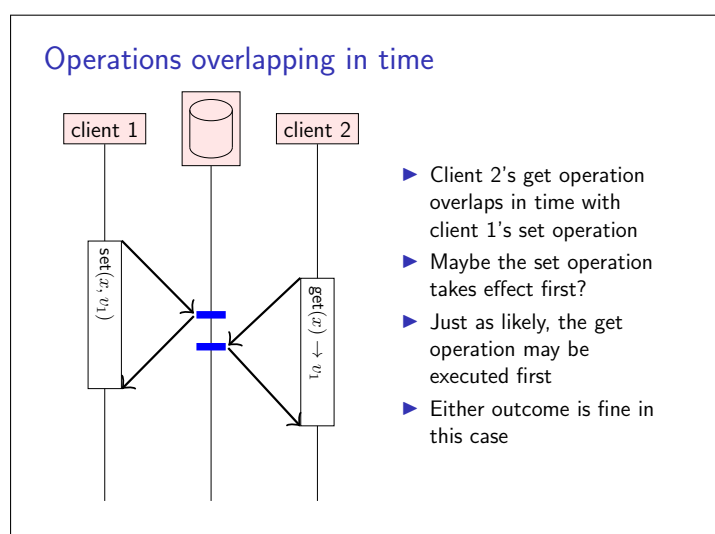 Operations overlapping in time
client 1
client 2
set(x, v₁)
get(x) → v₁
▶ Client 2's get operation
overlaps in time with
client 1's set operation
▶ Maybe the set operation
takes effect first?
▶ Just as likely, the get
operation may be
executed first
▶ Either outcome is fine in
this case